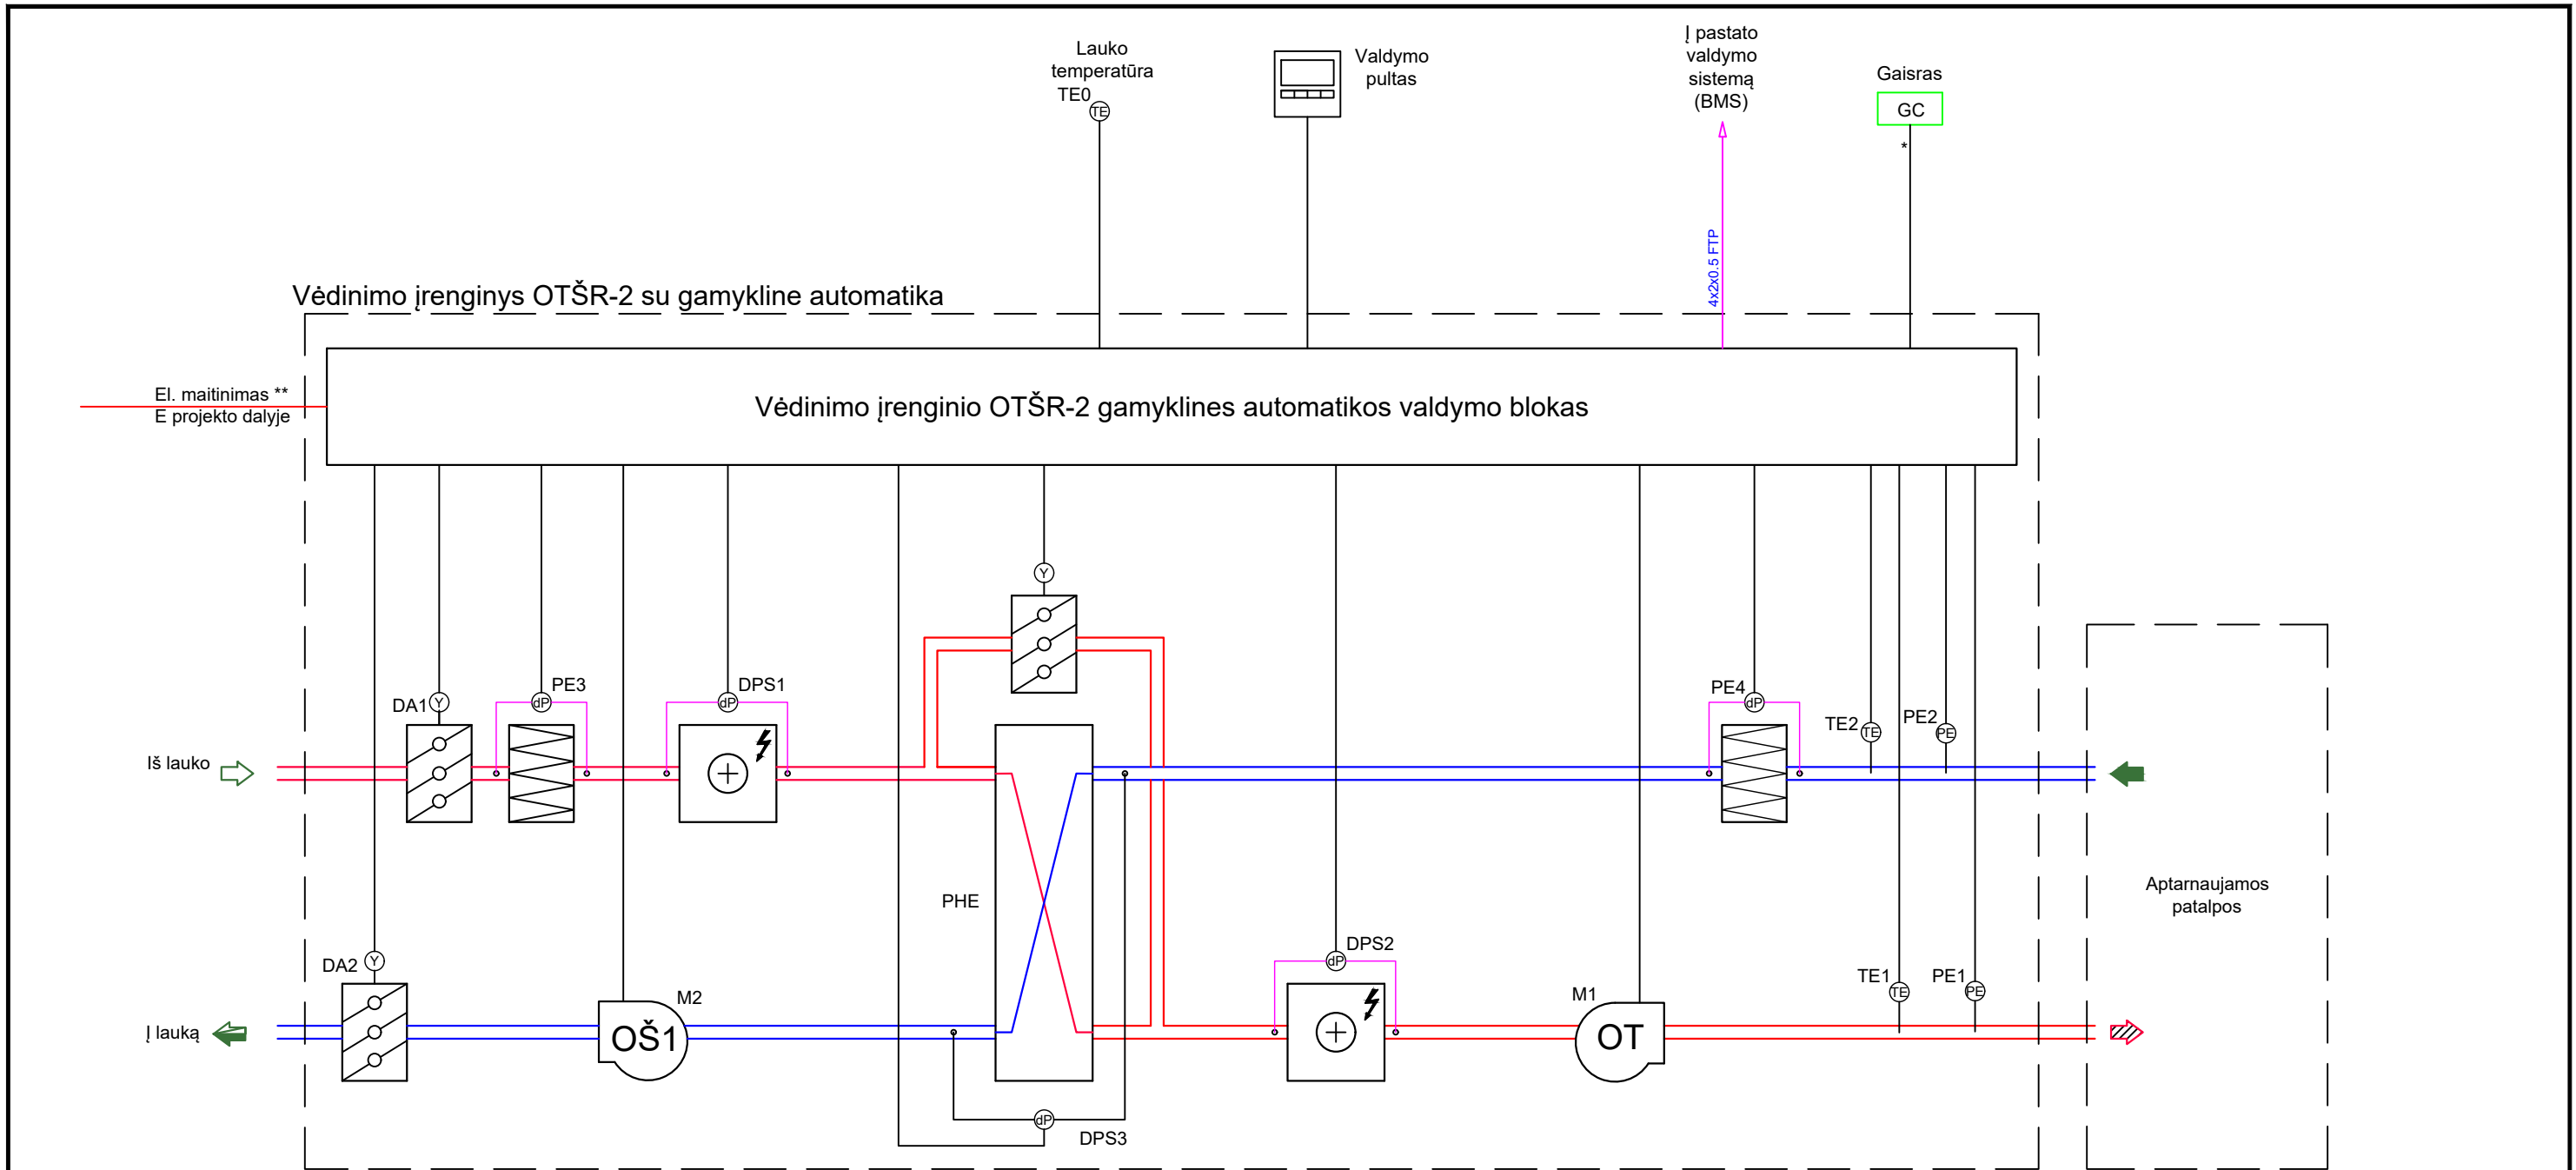 Lauko
temperatūra
TE0
TE
Valdymo
pultas
Į pastato
valdymo
sistemą
(BMS)
Gaisras
GC
*
4x2x0.5 FTP
Vėdinimo įrenginys OTŠR-2 su gamykline automatika
El. maitinimas **
E projekto dalyje
Vėdinimo įrenginio OTŠR-2 gamyklines automatikos valdymo blokas
Y
DA1
Y
PE3
dP
DPS1
dP
PE4
dP
TE2
TE
PE2
PE
Iš lauko
PHE
Aptarnaujamos
patalpos
DA2
Y
DPS2
dP
TE1
TE
PE1
PE
M2
OŠ1
M1
OT
Į lauką
dP
DPS3